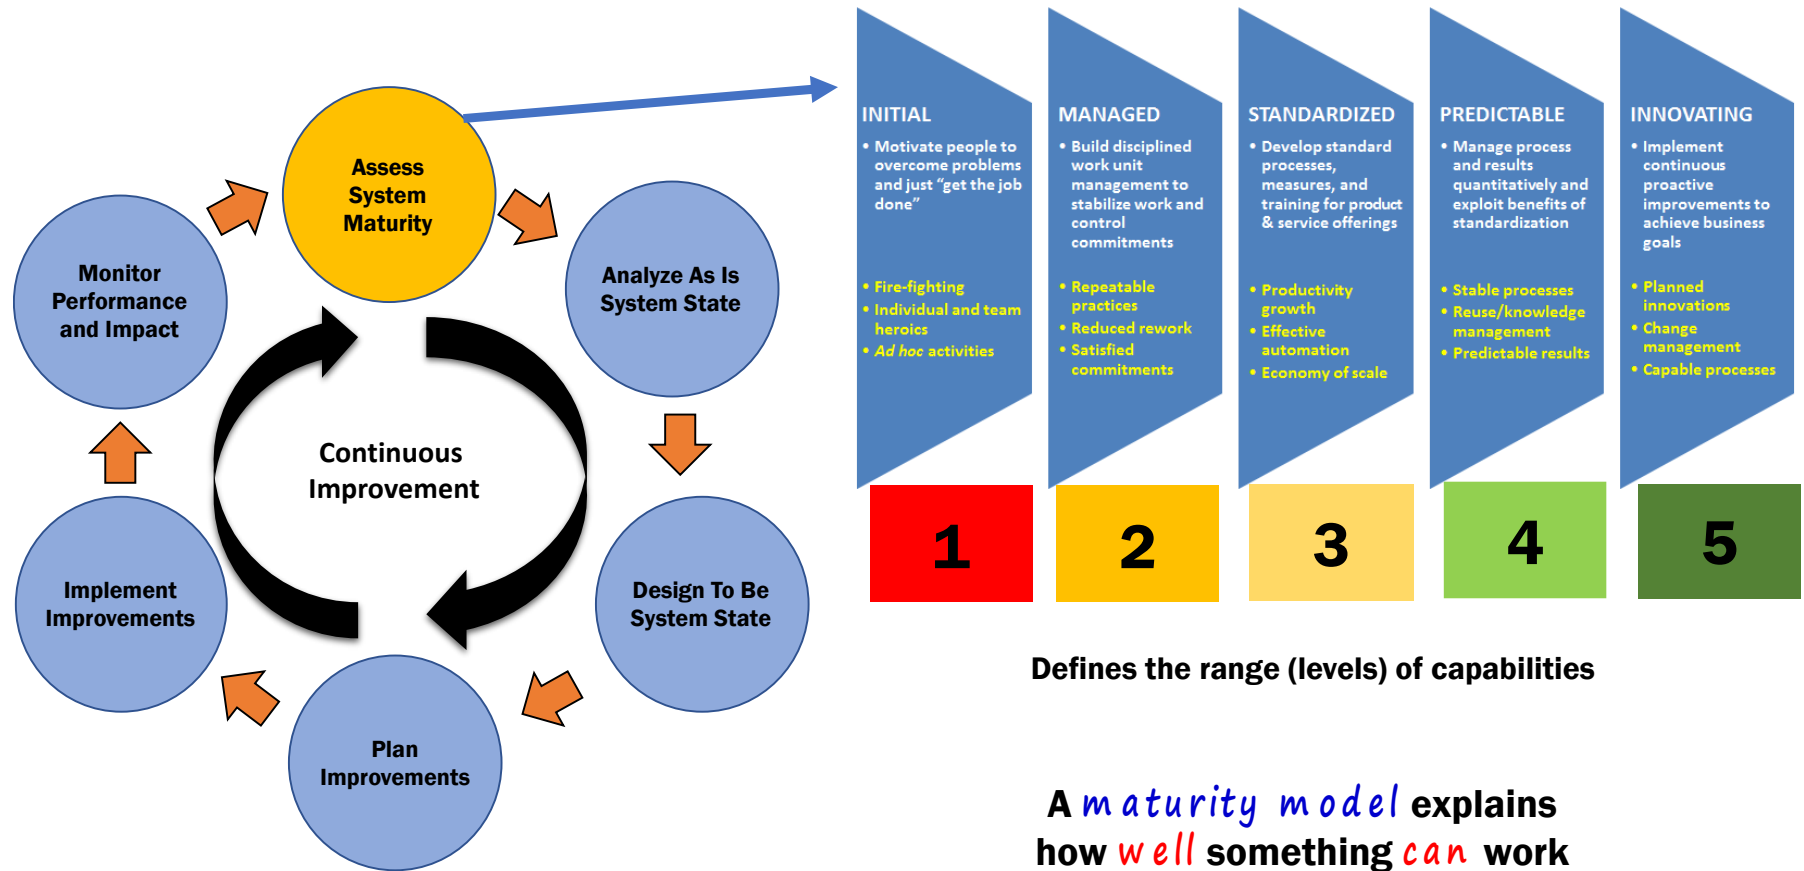 Assess
System
Maturity
Analyze As Is
System State
Design To Be
System State
Plan
Improvements
Implement
Improvements
Monitor
Performance
and Impact
Continuous
Improvement
INITIAL
• Motivate people to
overcome problems
and just “get the job
done”
• Fire-fighting
• Individual and team
heroics
• Ad hoc activities
MANAGED
• Build disciplined
work unit
management to
stabilize work and
control
commitments
• Repeatable
practices
• Reduced rework
• Satisfied
commitments
STANDARDIZED
• Develop standard
processes,
measures, and
training for product
& service offerings
• Productivity
growth
• Effective
automation
• Economy of scale
PREDICTABLE
• Manage process
and results
quantitatively and
exploit benefits of
standardization
• Stable processes
• Reuse/knowledge
management
• Predictable results
INNOVATING
• Implement
continuous
proactive
improvements to
achieve business
goals
• Planned
innovations
• Change
management
• Capable processes
1
2
3
4
5
Defines the range (levels) of capabilities
A maturity model explains
how well something can work